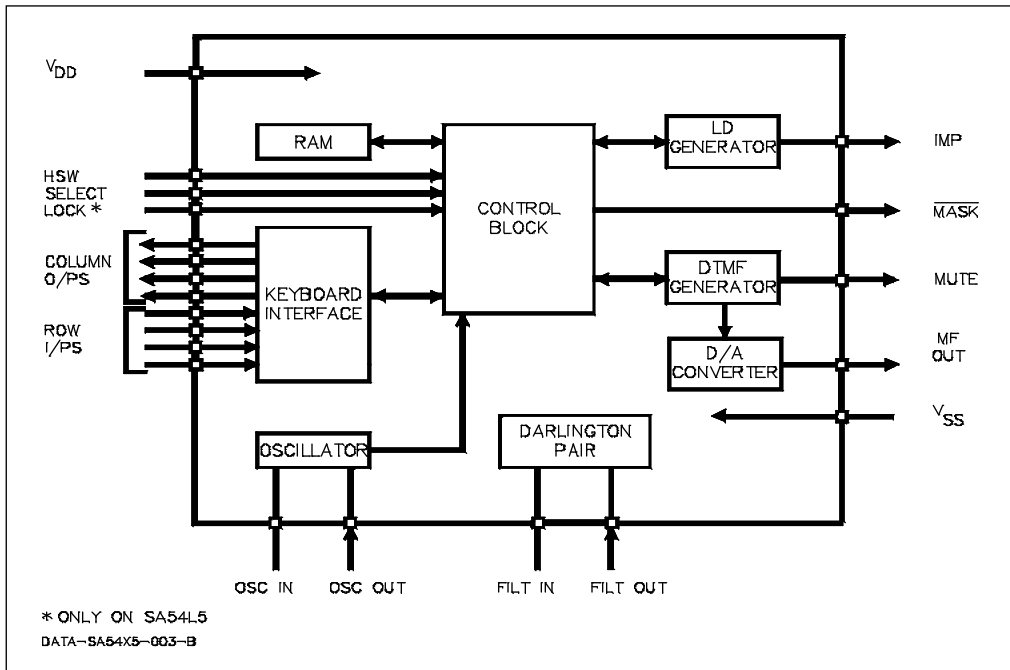 VDD
RAM
LD
GENERATOR
IMP
HSW
SELECT
LOCK *
CONTROL
BLOCK
MASK
COLUMN
O/PS
KEYBOARD
INTERFACE
DTMF
GENERATOR
MUTE
ROW
I/PS
D/A
CONVERTER
MF
OUT
VSS
OSCILLATOR
DARLINGTON
PAIR
OSC IN
OSC OUT
FILT IN
FILT OUT
* ONLY ON SA54L5
DATA-SA54X5-003-B